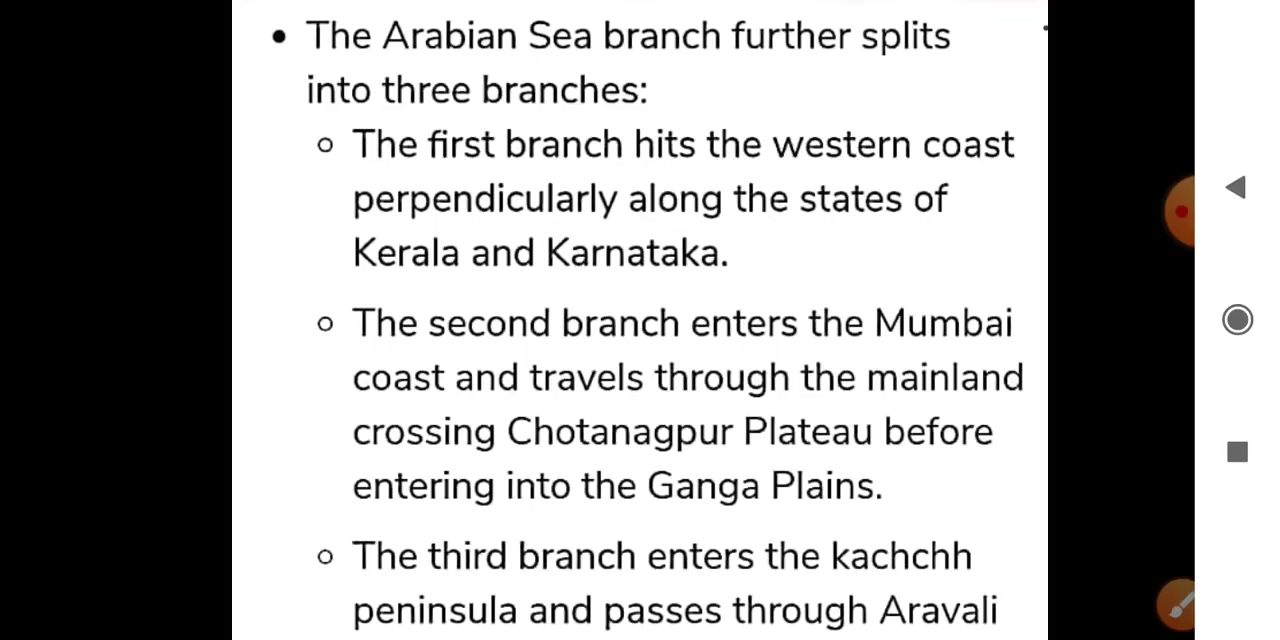 • The Arabian Sea branch further splits
into three branches:
○ The first branch hits the western coast
perpendicularly along the states of
Kerala and Karnataka.
○ The second branch enters the Mumbai
coast and travels through the mainland
crossing Chotanagpur Plateau before
entering into the Ganga Plains.
○ The third branch enters the kachchh
peninsula and passes through Aravali